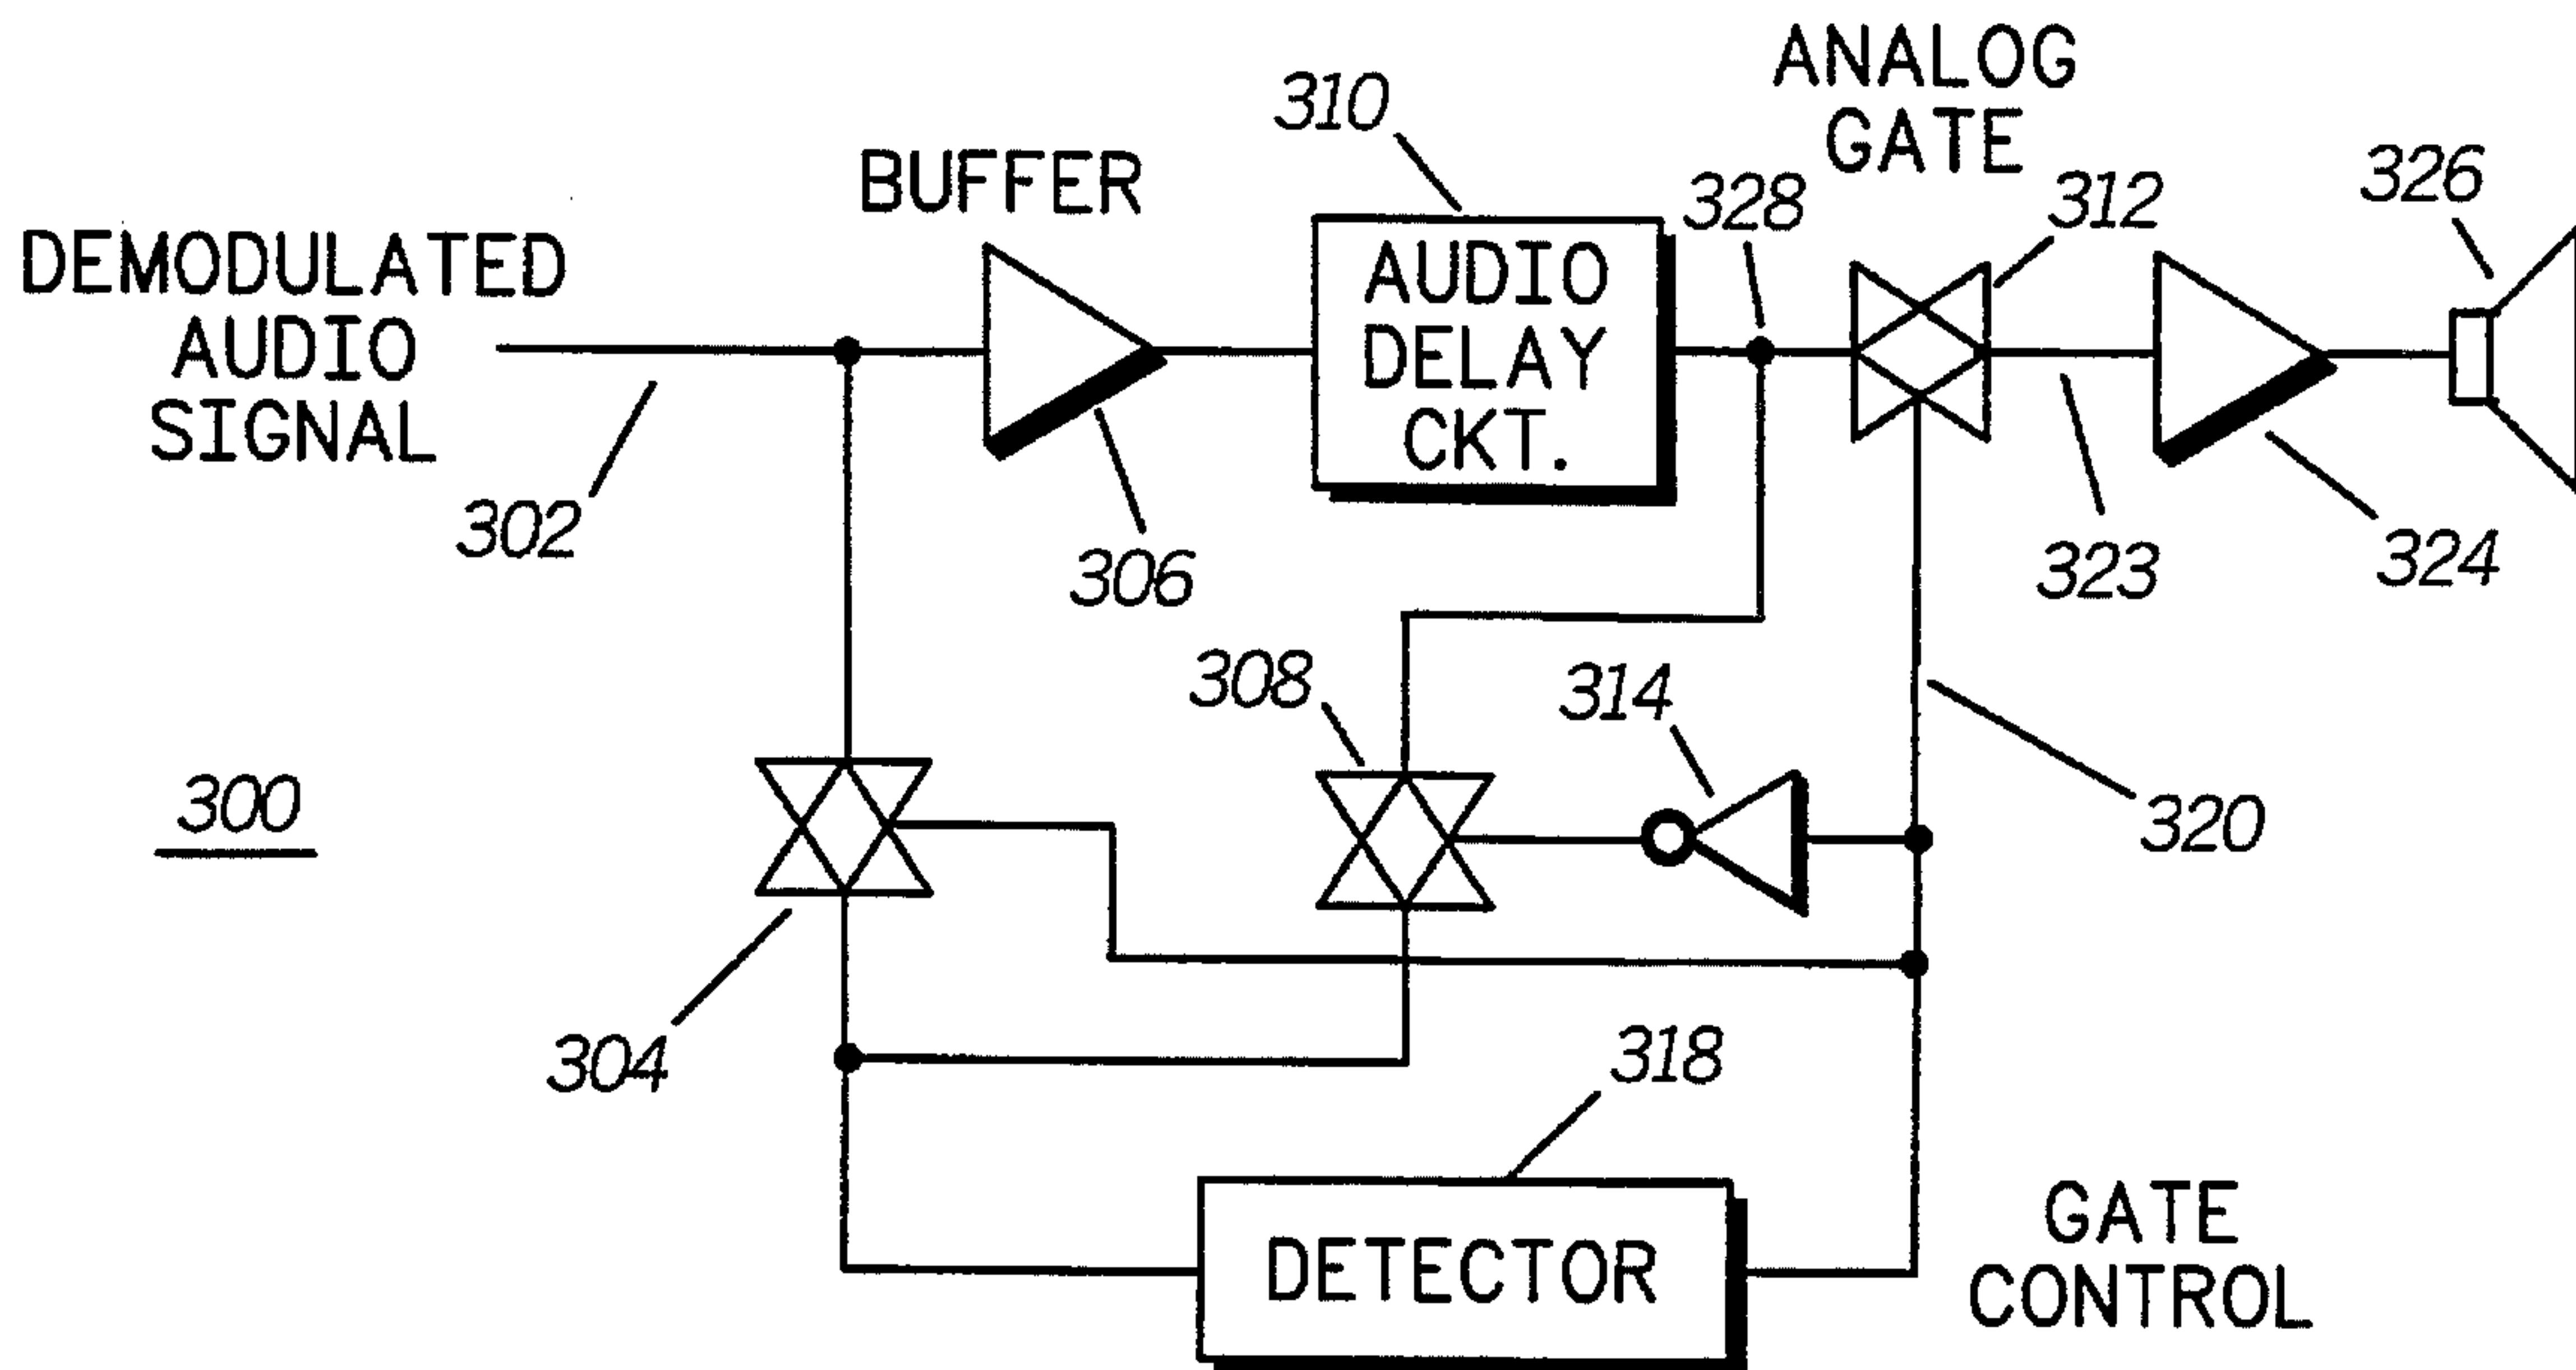 DEMODULATED
AUDIO
SIGNAL
302
BUFFER
306
310
AUDIO
DELAY
CKT.
328
ANALOG
GATE
312
323
324
326
300
304
308
314
320
318
DETECTOR
GATE
CONTROL